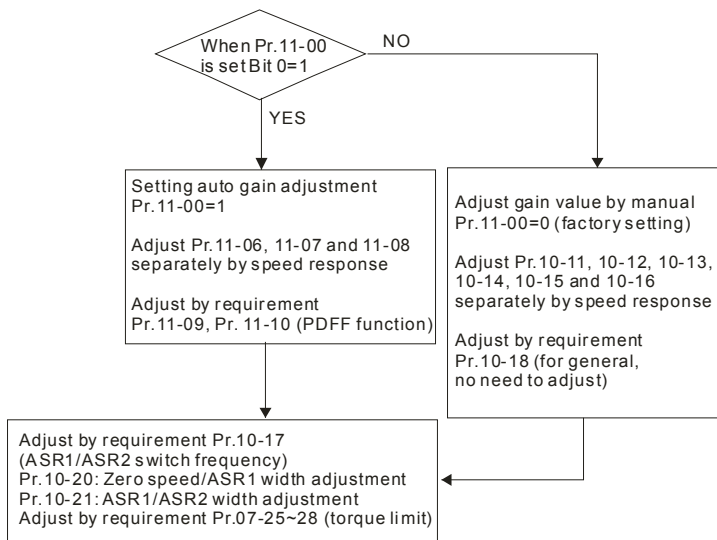 When Pr.11-00
is set Bit 0=1
NO
YES
Setting auto gain adjustment
Pr.11-00=1
Adjust Pr.11-06, 11-07 and 11-08
separately by speed response
Adjust by requirement
Pr.11-09, Pr. 11-10 (PDFF function)
Adjust gain value by manual
Pr.11-00=0 (factory setting)
Adjust Pr.10-11, 10-12, 10-13,
10-14, 10-15 and 10-16
separately by speed response
Adjust by requirement
Pr.10-18 (for general,
no need to adjust)
Adjust by requirement Pr.10-17
(ASR1/ASR2 switch frequency)
Pr.10-20: Zero speed/ASR1 width adjustment
Pr.10-21: ASR1/ASR2 width adjustment
Adjust by requirement Pr.07-25~28 (torque limit)